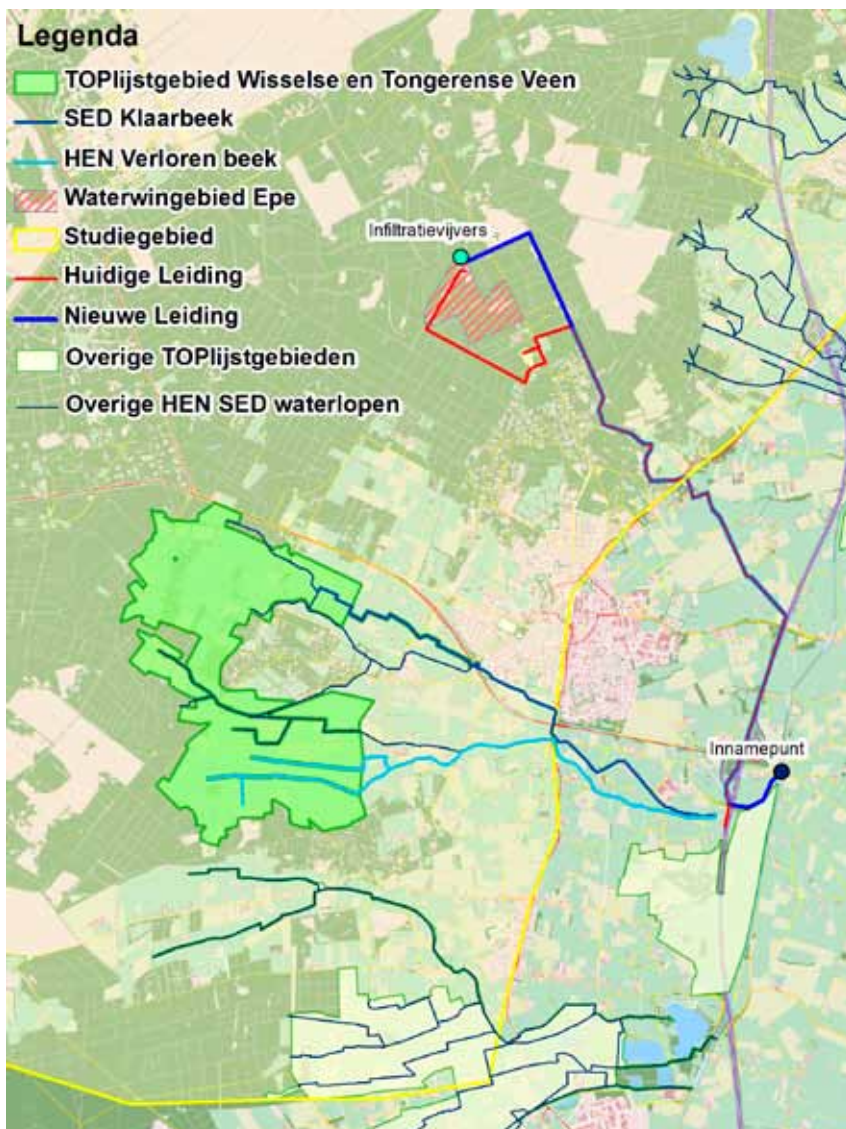 Legenda
TOPlijstgebied Wisselse en Tongerense Veen
SED Klaarbeek
HEN Verloren beek
Waterwingebied Epe
Studiegebied
Huidige Leiding
Nieuwe Leiding
Overige TOPlijstgebieden
Overige HEN SED waterlopen
Infiltratievijvers
Innamepunt